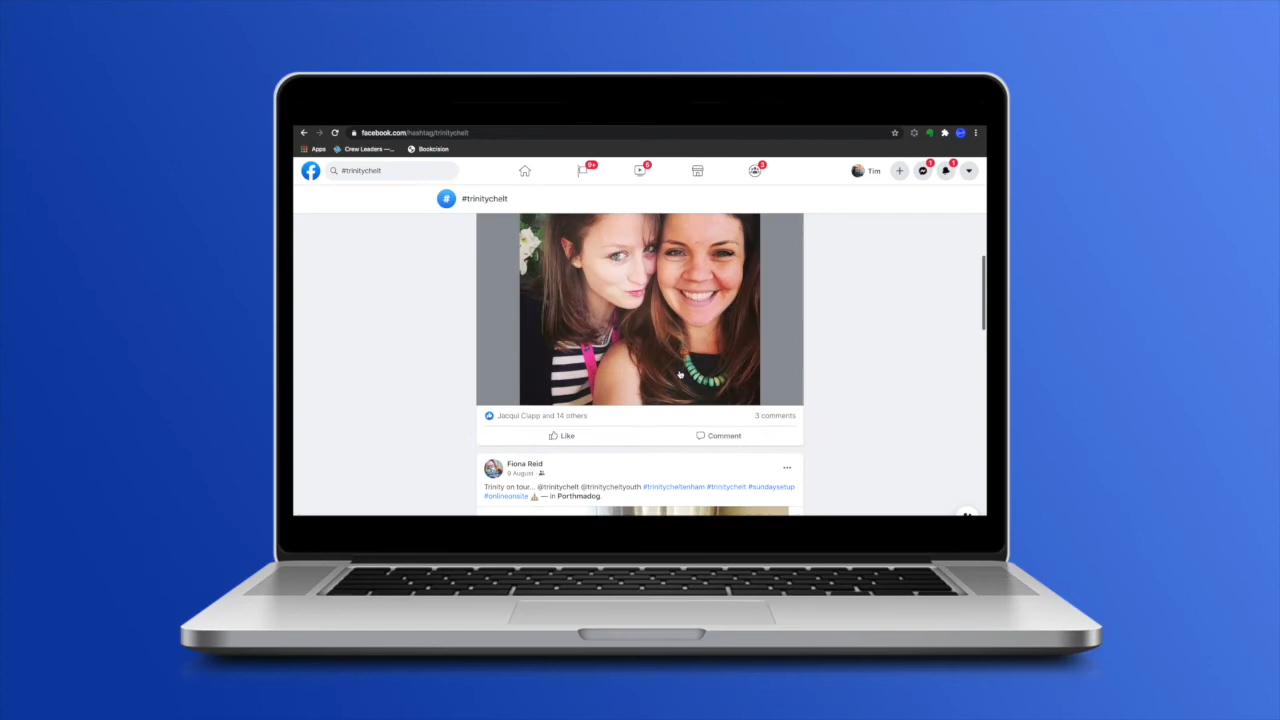 facebook.com/hashtag/trinitychelt
Apps
Crew Leaders —...
Bookcision
#trinitychelt
9+
5
3
Tim
1
1
# #trinitychelt
Jacqui Clapp and 14 others
3 comments
Like
Comment
Fiona Reid
9 August ·
Trinity on tour... @trinitychelt @trinitycheltyouth #trinitycheltenham #trinitychelt #sundaysetup
#onlineonsite — in Porthmadog.